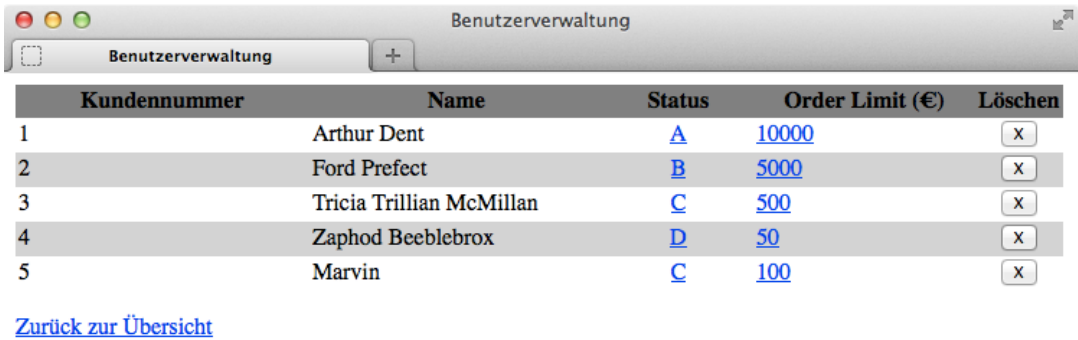 Benutzerverwaltung
Benutzerverwaltung +
Kundennummer Name Status Order Limit (€) Löschen
1 Arthur Dent A 10000 X
2 Ford Prefect B 5000 X
3 Tricia Trillian McMillan C 500 X
4 Zaphod Beeblebrox D 50 X
5 Marvin C 100 X
Zurück zur Übersicht